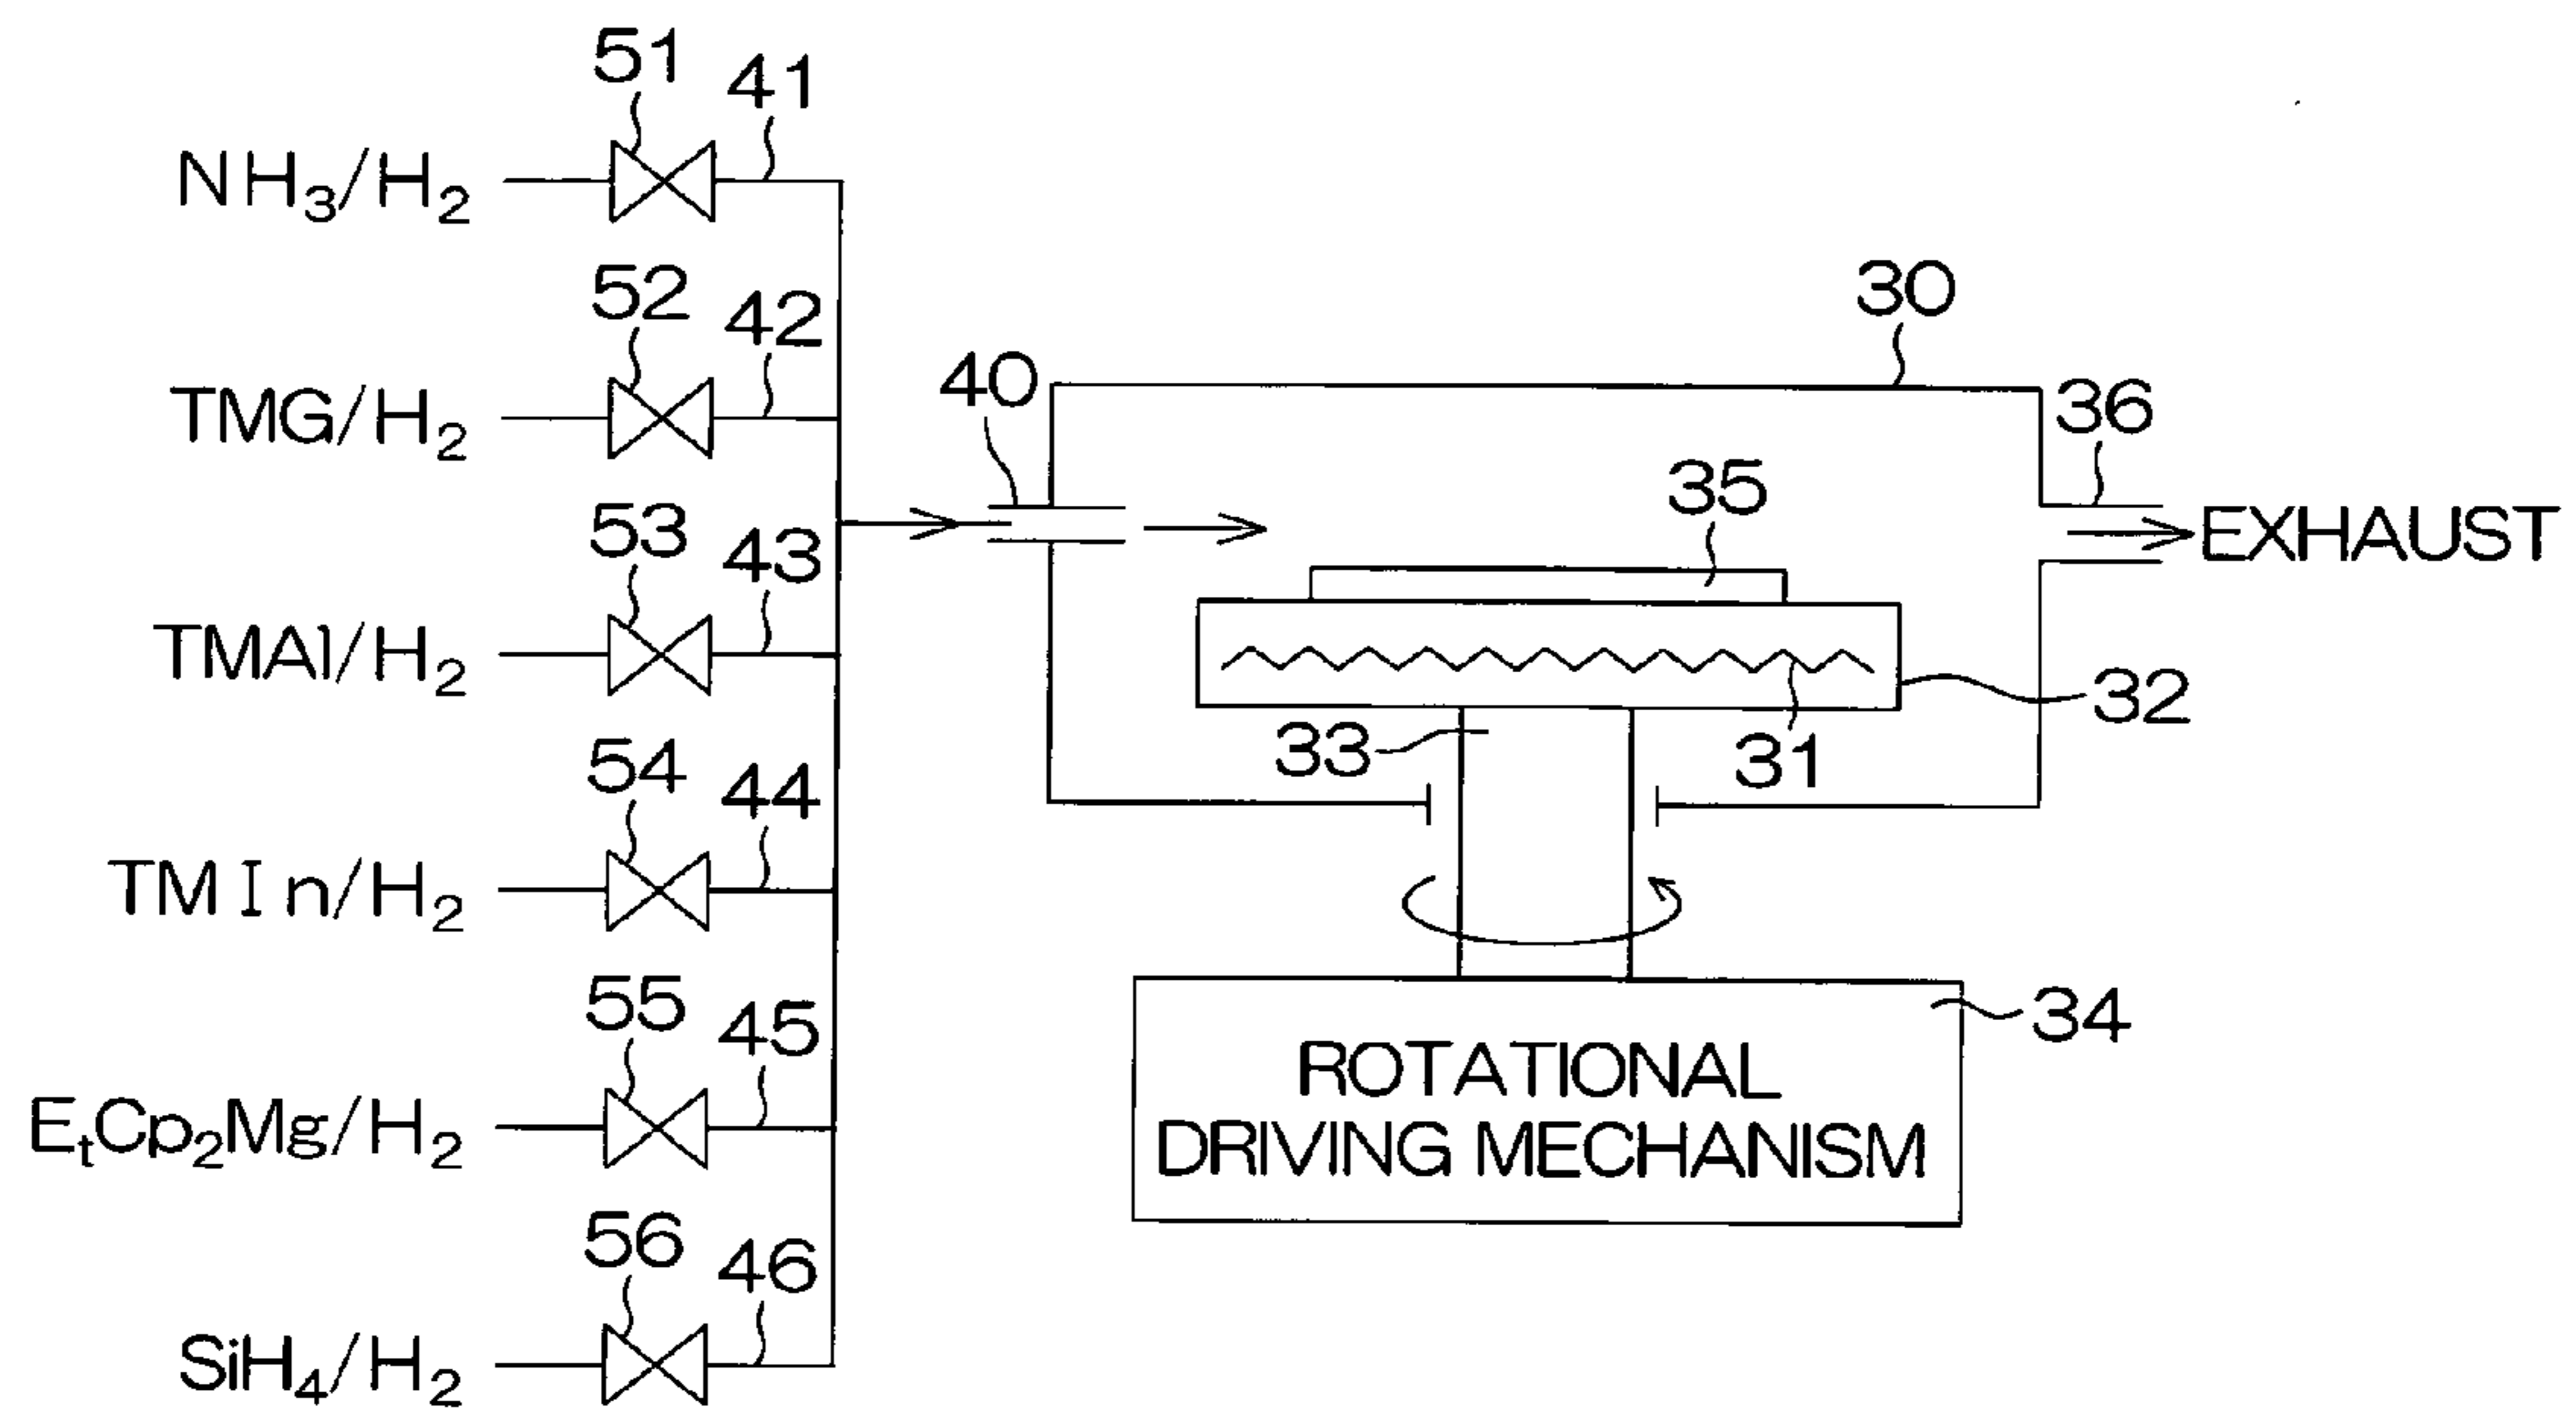 51
41
NH₃/H₂
52
42
TMG/H₂
53
43
TMAl/H₂
54
44
TMIn/H₂
55
45
EtCp₂Mg/H₂
56
46
SiH₄/H₂
40
30
36
EXHAUST
35
32
33
31
34
ROTATIONAL
DRIVING MECHANISM